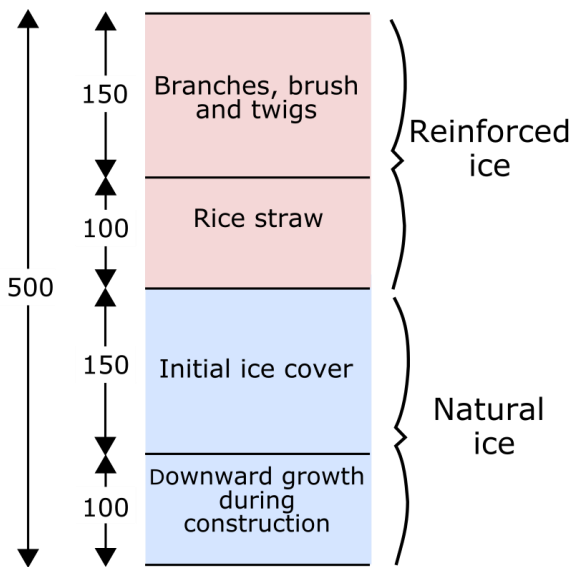 150
Branches, brush
and twigs
Reinforced
ice
100
Rice straw
500
150
Initial ice cover
Natural
ice
100
Downward growth
during
construction